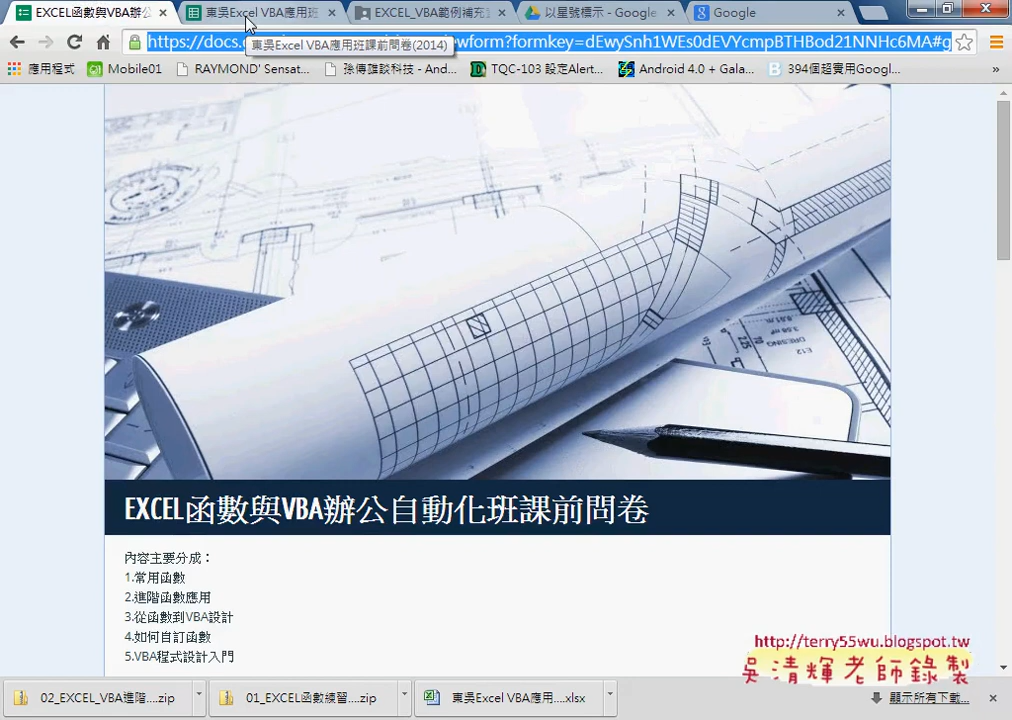 EXCEL函數與VBA辦公
東吳Excel VBA應用班
EXCEL_VBA範例補充
以星號標示 - Google
Google
https://docs.
wform?formkey=dEwySnh1WEs0dEVYcmpBTHBod21NNHc6MA#g
東吳Excel VBA應用班課前問卷(2014)
應用程式
Mobile01
RAYMOND' Sensat...
孫傳雄談科技 - And...
TQC-103 設定Alert...
Android 4.0 + Gala...
394個超實用Googl...
»
EXCEL函數與VBA辦公自動化班課前問卷
內容主要分成：
1.常用函數
2.進階函數應用
3.從函數到VBA設計
4.如何自訂函數
5.VBA程式設計入門
http://terry55wu.blogspot.tw
吳清輝老師錄製
02_EXCEL_VBA進階....zip
01_EXCEL函數練習....zip
東吳Excel VBA應用....xlsx
顯示所有下載...